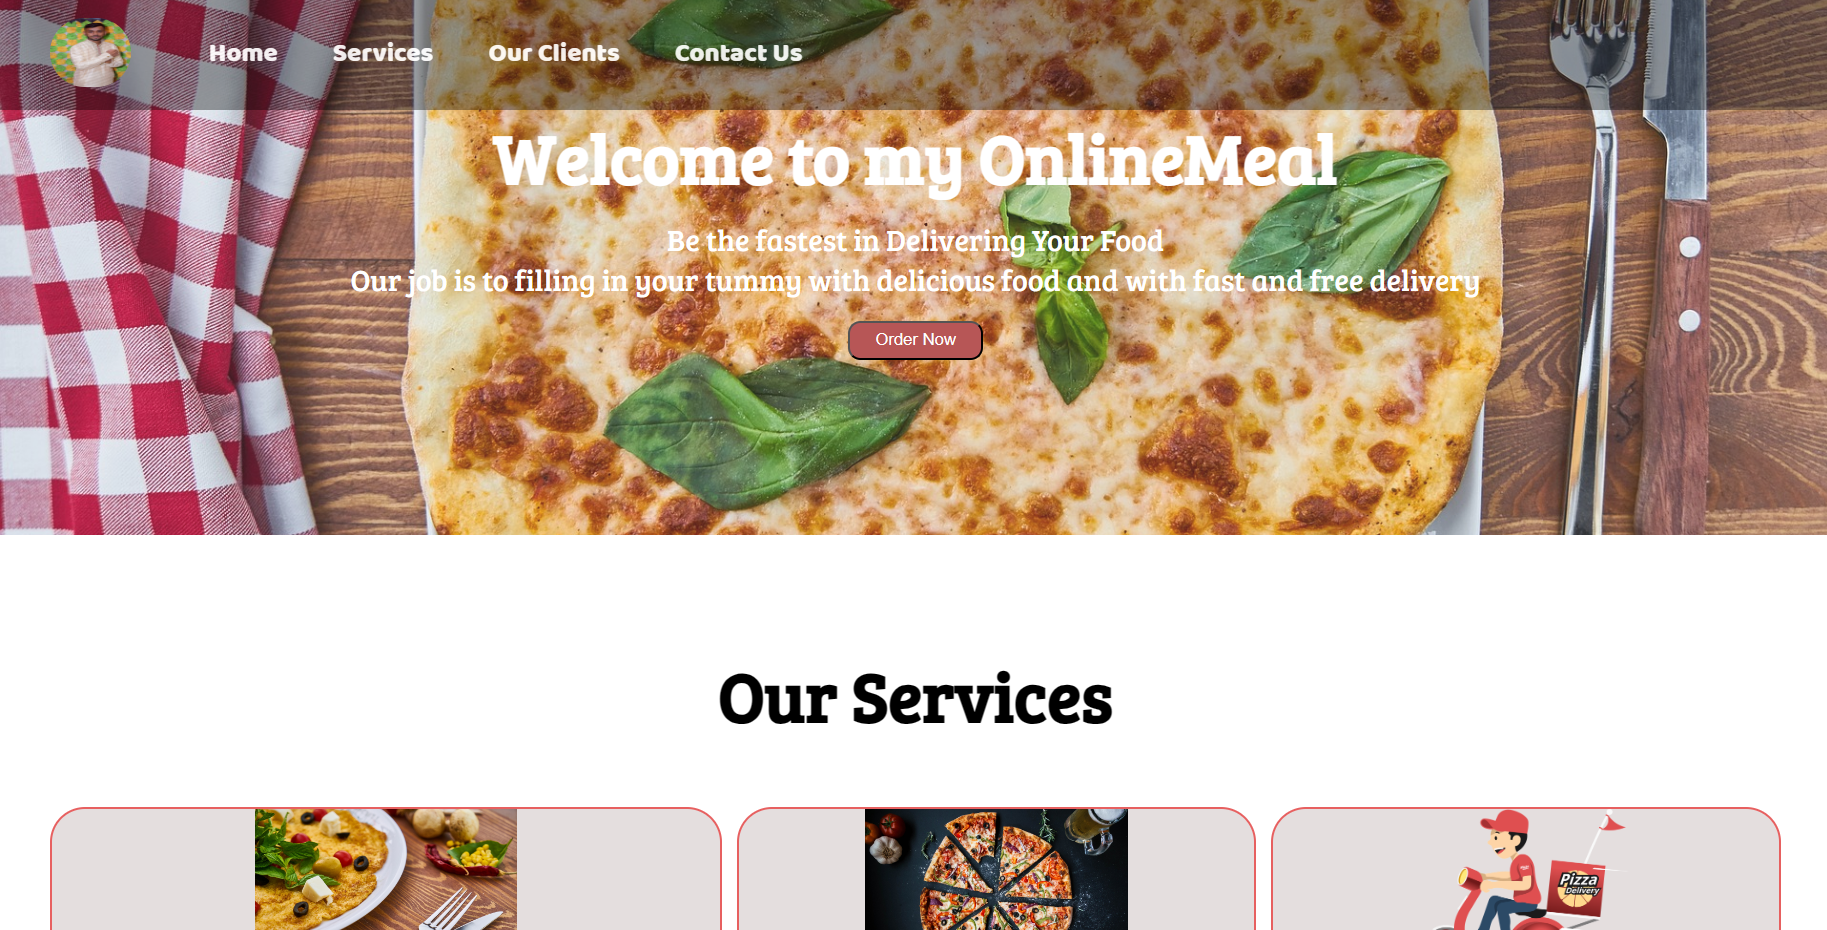 Home Services Our Clients Contact Us
Welcome to my OnlineMeal
Be the fastest in Delivering Your Food
Our job is to filling in your tummy with delicious food and with fast and free delivery
Order Now
Our Services
Pizza
Delivery